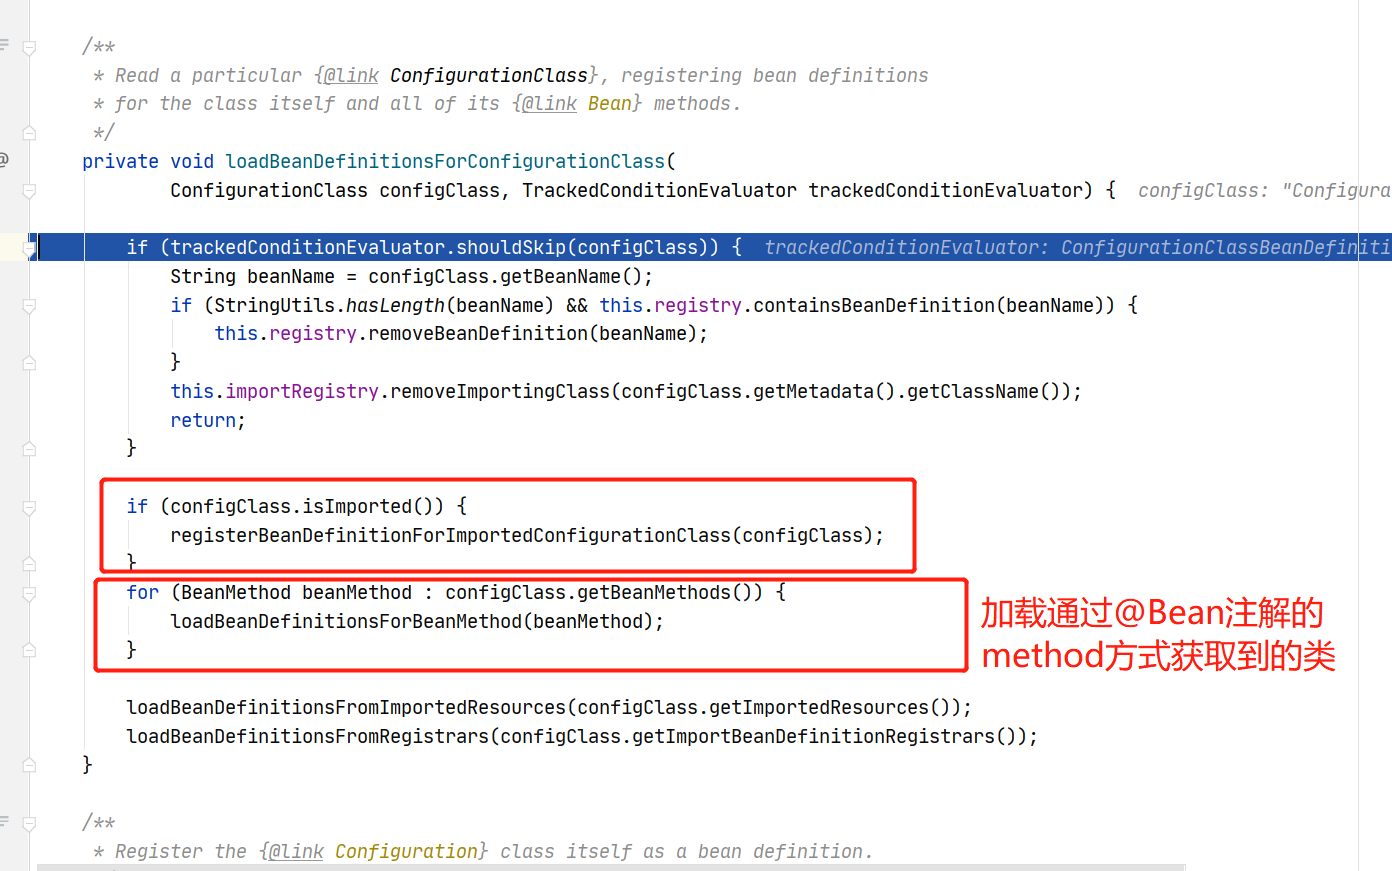 /**
* Read a particular {@link ConfigurationClass}, registering bean definitions
* for the class itself and all of its {@link Bean} methods.
*/
@
private void loadBeanDefinitionsForConfigurationClass(
ConfigurationClass configClass, TrackedConditionEvaluator trackedConditionEvaluator) { configClass: "Configura
if (trackedConditionEvaluator.shouldSkip(configClass)) { trackedConditionEvaluator: ConfigurationClassBeanDefiniti
String beanName = configClass.getBeanName();
if (StringUtils.hasLength(beanName) && this.registry.containsBeanDefinition(beanName)) {
this.registry.removeBeanDefinition(beanName);
}
this.importRegistry.removeImportingClass(configClass.getMetadata().getClassName());
return;
}
if (configClass.isImported()) {
registerBeanDefinitionForImportedConfigurationClass(configClass);
}
for (BeanMethod beanMethod : configClass.getBeanMethods()) {
loadBeanDefinitionsForBeanMethod(beanMethod);
}
加载通过@Bean注解的
method方式获取到的类
loadBeanDefinitionsFromImportedResources(configClass.getImportedResources());
loadBeanDefinitionsFromRegistrars(configClass.getImportBeanDefinitionRegistrars());
}
/**
* Register the {@link Configuration} class itself as a bean definition.